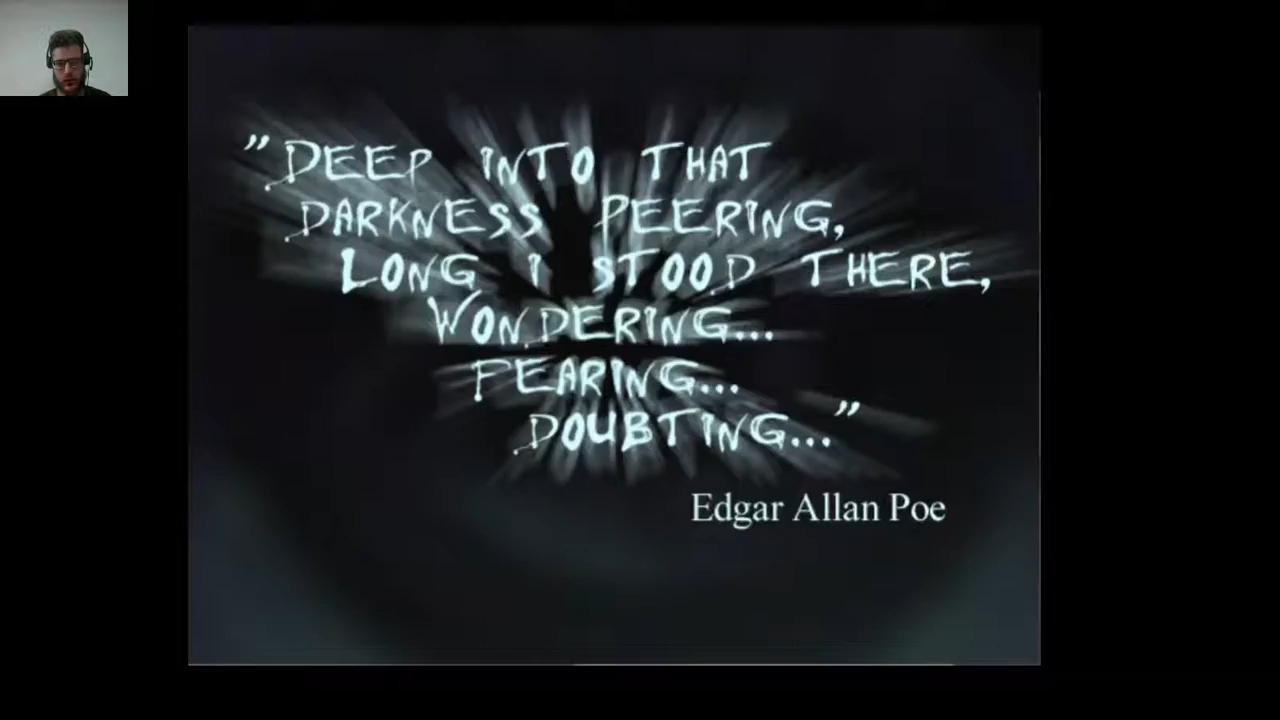 "DEEP INTO THAT
DARKNESS PEERING,
LONG I STOOD THERE,
WONDERING...
FEARING...
DOUBTING..."
Edgar Allan Poe